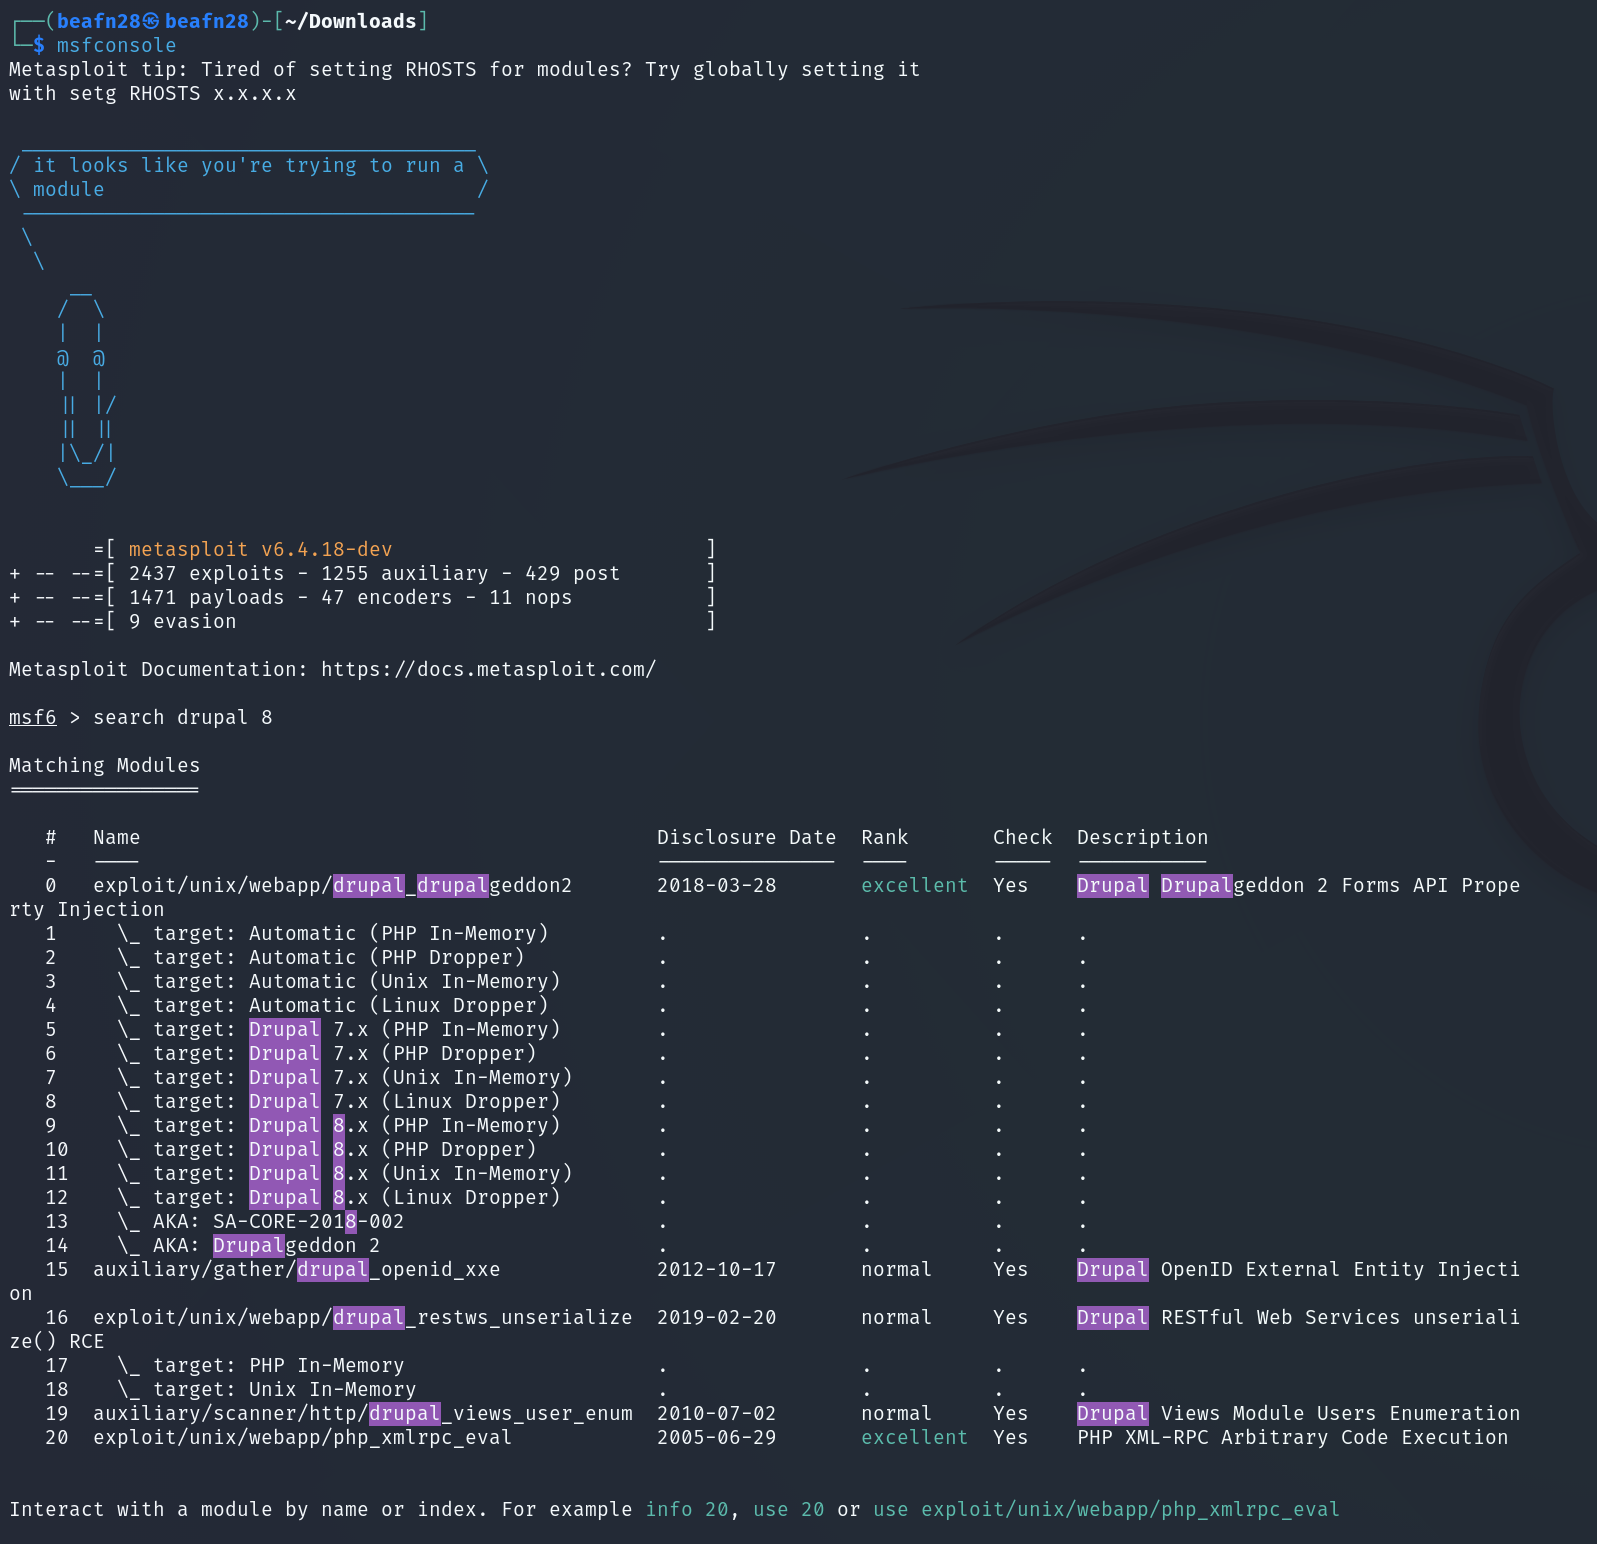 ┌──(beafn28㉿beafn28)-[~/Downloads]
└─$ msfconsole
Metasploit tip: Tired of setting RHOSTS for modules? Try globally setting it
with setg RHOSTS x.x.x.x
 ______________________________________
/ it looks like you're trying to run a \
\ module                               /
 --------------------------------------
 \
  \
     __
    /  \
    |  |
    @  @
    |  |
    || |/
    || ||
    |\_/|
    \___/
       =[ metasploit v6.4.18-dev                          ]
+ -- --=[ 2437 exploits - 1255 auxiliary - 429 post       ]
+ -- --=[ 1471 payloads - 47 encoders - 11 nops           ]
+ -- --=[ 9 evasion                                       ]
Metasploit Documentation: https://docs.metasploit.com/
msf6 > search drupal 8
Matching Modules
================
   #   Name                                           Disclosure Date  Rank       Check  Description
   -   ----                                           ---------------  ----       -----  -----------
   0   exploit/unix/webapp/drupal_drupalgeddon2       2018-03-28       excellent  Yes    Drupal Drupalgeddon 2 Forms API Prope
rty Injection
   1     \_ target: Automatic (PHP In-Memory)         .                .          .      .
   2     \_ target: Automatic (PHP Dropper)           .                .          .      .
   3     \_ target: Automatic (Unix In-Memory)        .                .          .      .
   4     \_ target: Automatic (Linux Dropper)         .                .          .      .
   5     \_ target: Drupal 7.x (PHP In-Memory)        .                .          .      .
   6     \_ target: Drupal 7.x (PHP Dropper)          .                .          .      .
   7     \_ target: Drupal 7.x (Unix In-Memory)       .                .          .      .
   8     \_ target: Drupal 7.x (Linux Dropper)        .                .          .      .
   9     \_ target: Drupal 8.x (PHP In-Memory)        .                .          .      .
   10    \_ target: Drupal 8.x (PHP Dropper)          .                .          .      .
   11    \_ target: Drupal 8.x (Unix In-Memory)       .                .          .      .
   12    \_ target: Drupal 8.x (Linux Dropper)        .                .          .      .
   13    \_ AKA: SA-CORE-2018-002                     .                .          .      .
   14    \_ AKA: Drupalgeddon 2                       .                .          .      .
   15  auxiliary/gather/drupal_openid_xxe             2012-10-17       normal     Yes    Drupal OpenID External Entity Injecti
on
   16  exploit/unix/webapp/drupal_restws_unserialize  2019-02-20       normal     Yes    Drupal RESTful Web Services unseriali
ze() RCE
   17    \_ target: PHP In-Memory                     .                .          .      .
   18    \_ target: Unix In-Memory                    .                .          .      .
   19  auxiliary/scanner/http/drupal_views_user_enum  2010-07-02       normal     Yes    Drupal Views Module Users Enumeration
   20  exploit/unix/webapp/php_xmlrpc_eval            2005-06-29       excellent  Yes    PHP XML-RPC Arbitrary Code Execution
Interact with a module by name or index. For example info 20, use 20 or use exploit/unix/webapp/php_xmlrpc_eval